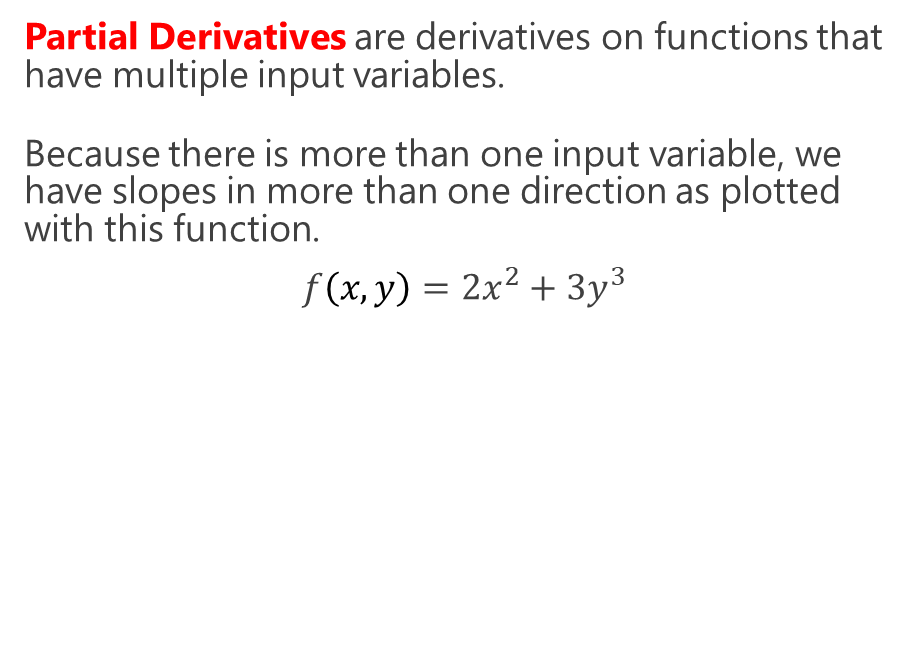 Partial Derivatives are derivatives on functions that
have multiple input variables.
Because there is more than one input variable, we
have slopes in more than one direction as plotted
with this function.
f(x, y) = 2x² + 3y³